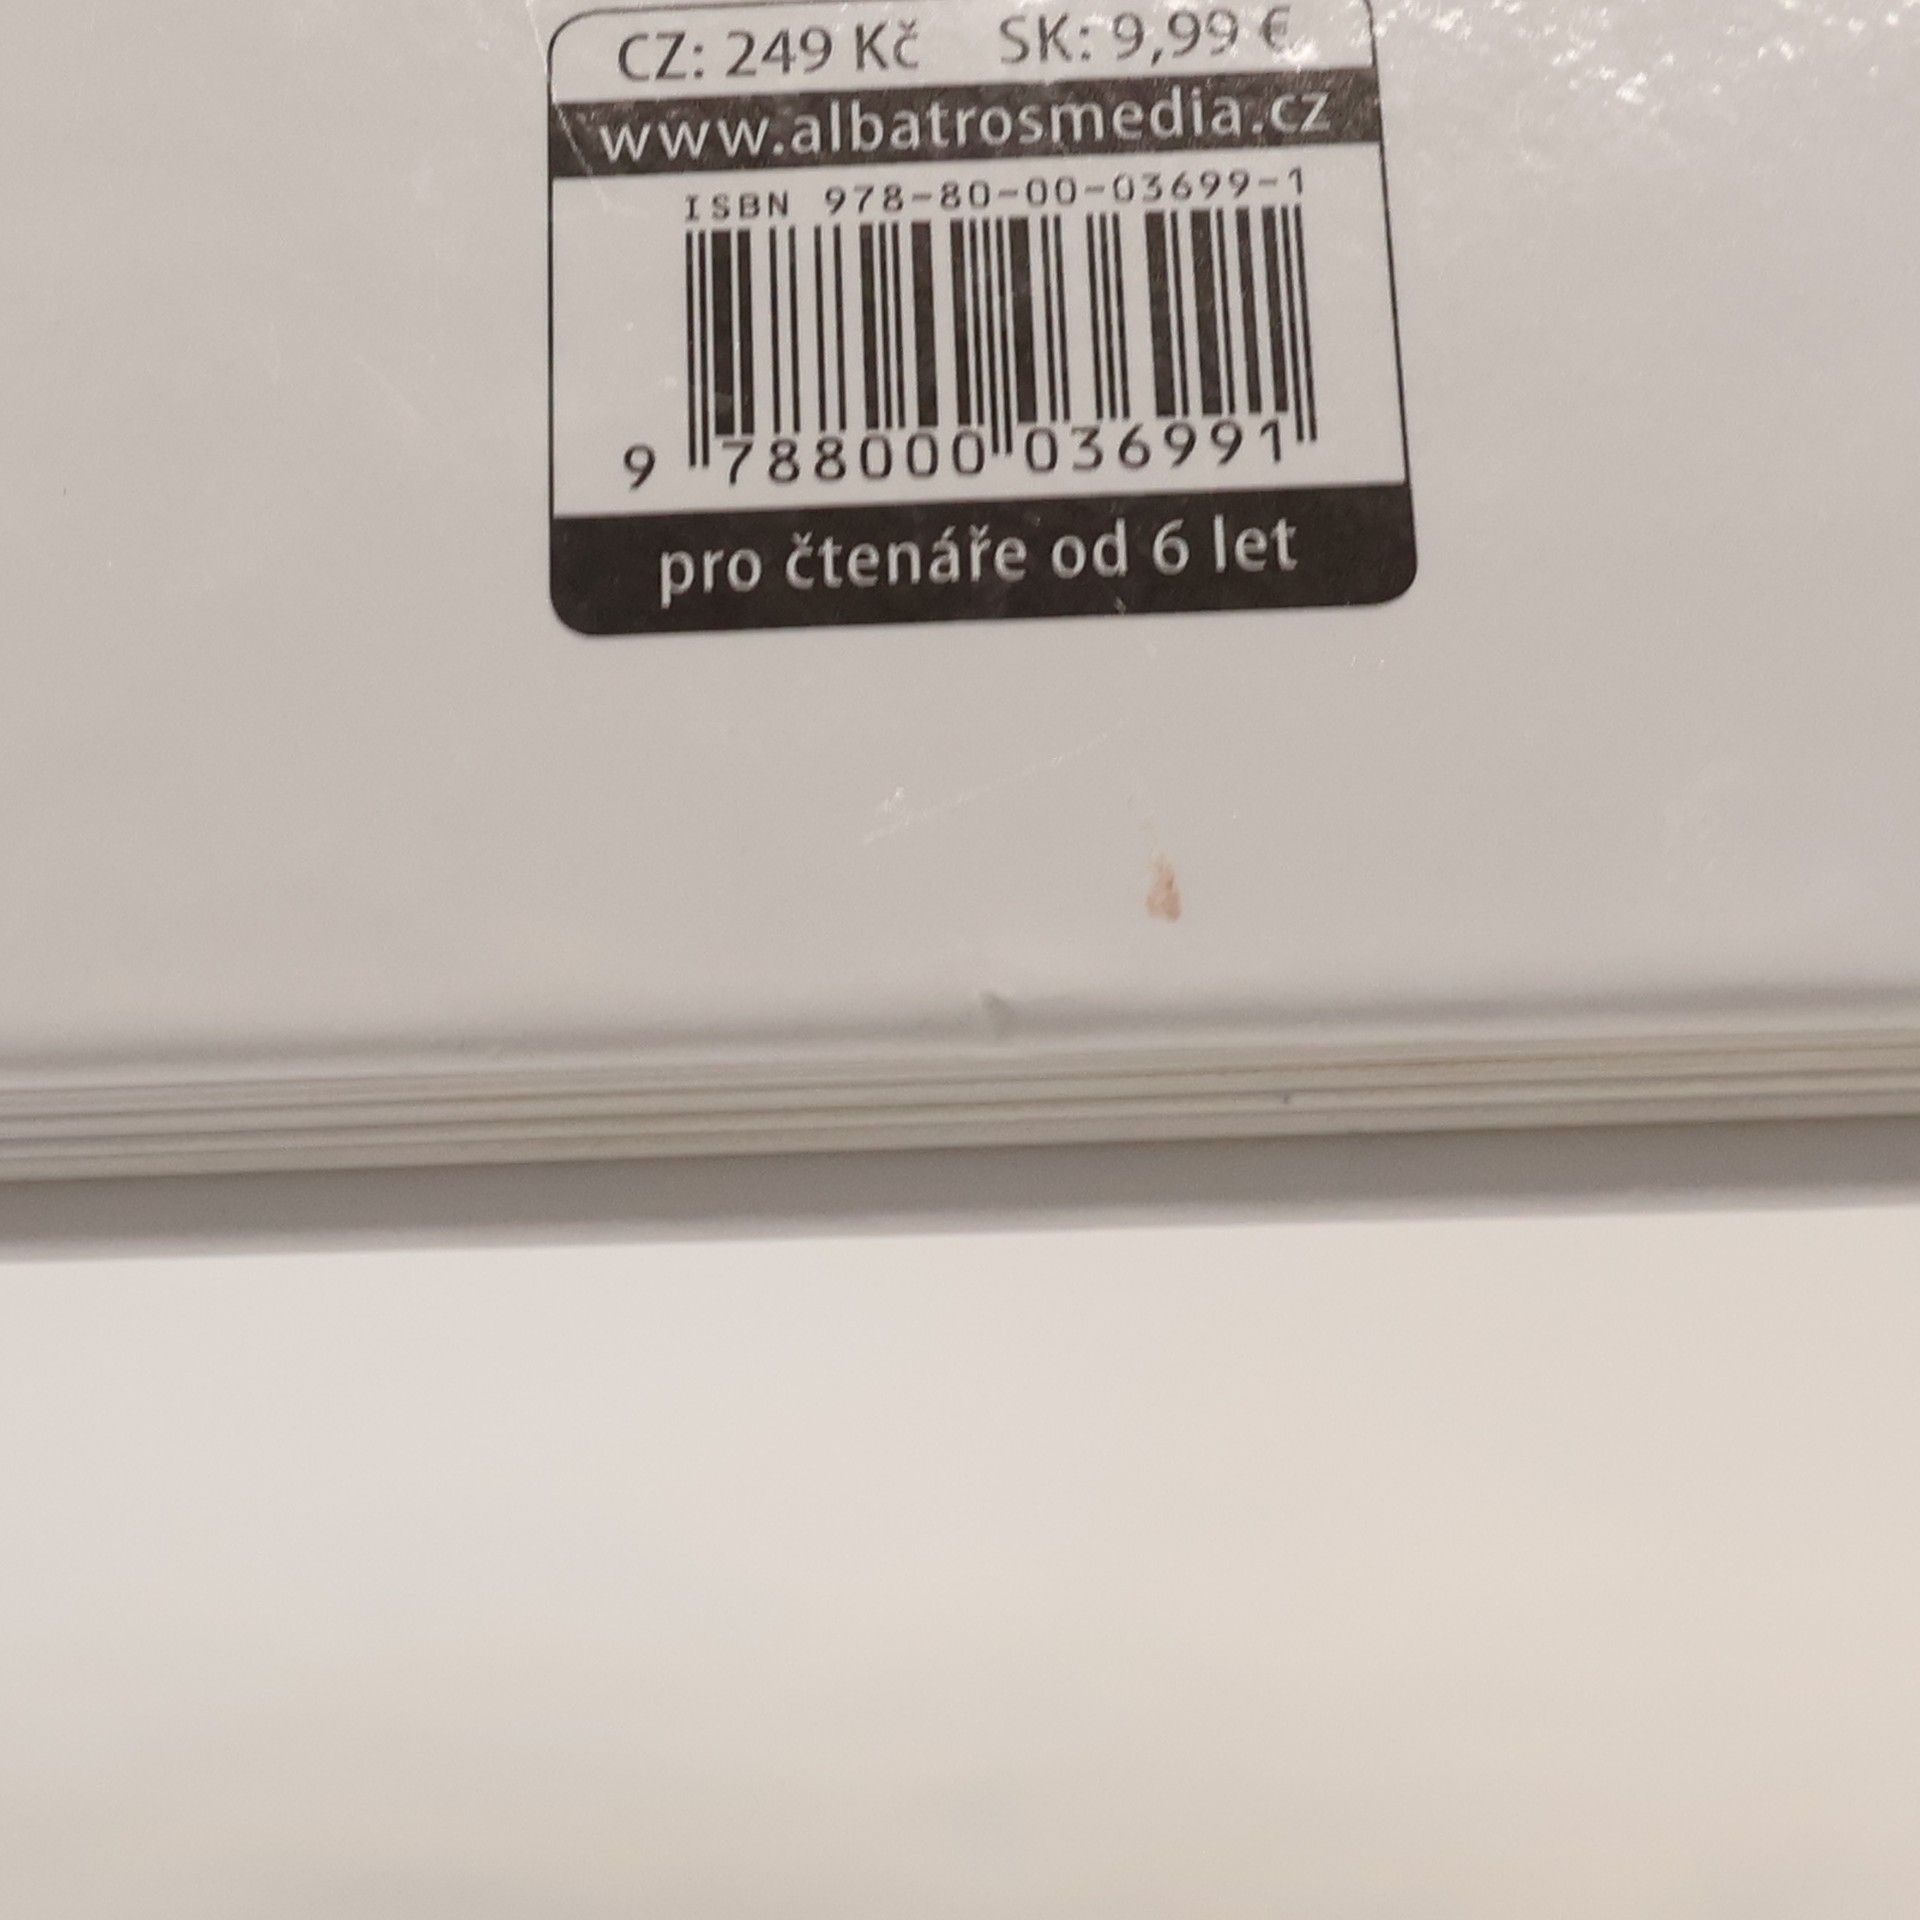 CZ: 249 Kč SK: 9,99 €
www.albatrosmedia.cz
ISBN 978-80-00-03699-1
9 788000 036991
pro čtenáře od 6 let